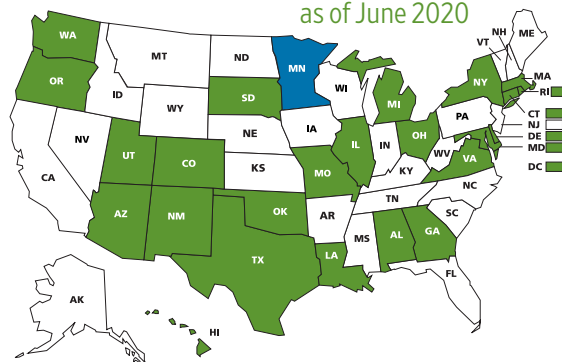 as of June 2020
WA
MT
ND
MN
VT
NH
ME
OR
ID
SD
WI
MI
NY
MA
RI
WY
CT
NJ
DE
MD
DC
NV
UT
CO
NE
IA
IL
IN
OH
PA
WV
VA
CA
KS
MO
KY
NC
AZ
NM
OK
AR
TN
SC
TX
LA
MS
AL
GA
FL
AK
HI